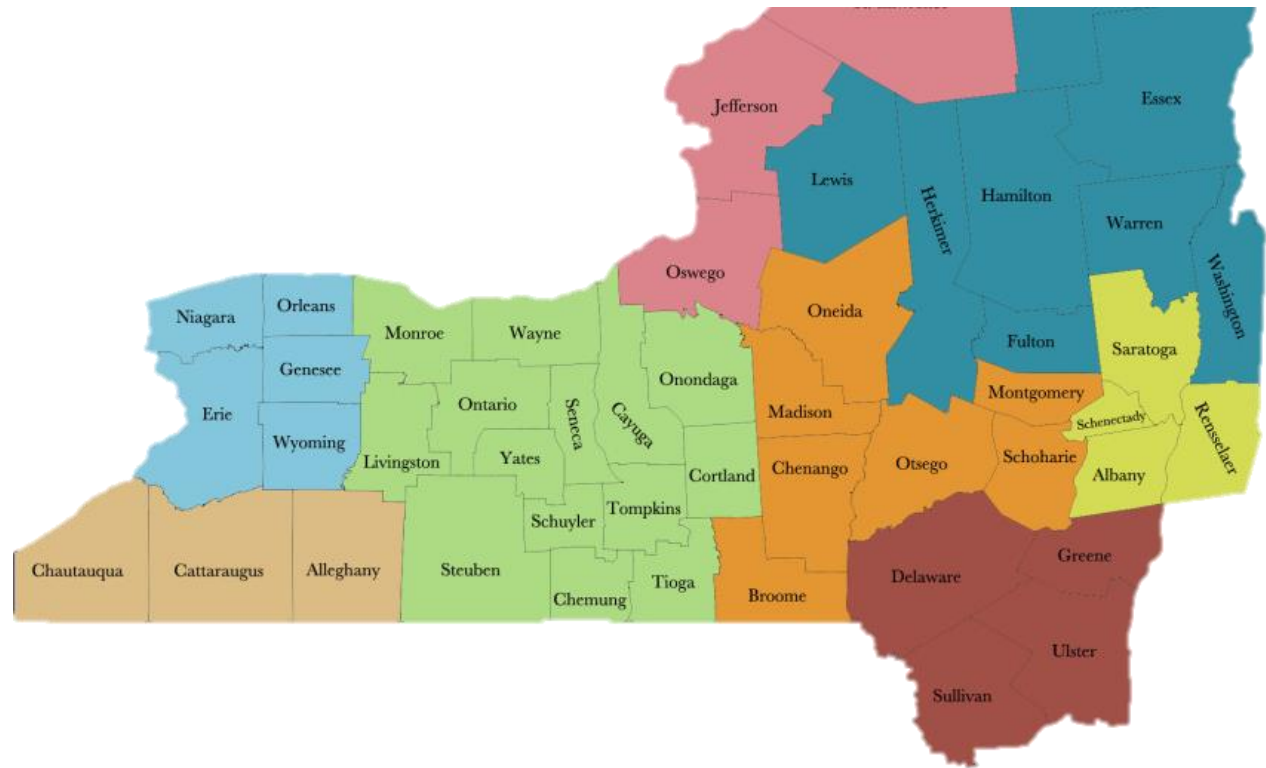 Jefferson
Essex
Lewis
Herkimer
Hamilton
Warren
Washington
Oswego
Niagara
Orleans
Oneida
Monroe
Wayne
Fulton
Saratoga
Genesee
Onondaga
Montgomery
Erie
Ontario
Seneca
Cayuga
Madison
Schenectady
Rensselaer
Wyoming
Livingston
Yates
Cortland
Chenango
Otsego
Schoharie
Albany
Tompkins
Schuyler
Chautauqua
Cattaraugus
Alleghany
Steuben
Chemung
Tioga
Broome
Delaware
Greene
Ulster
Sullivan